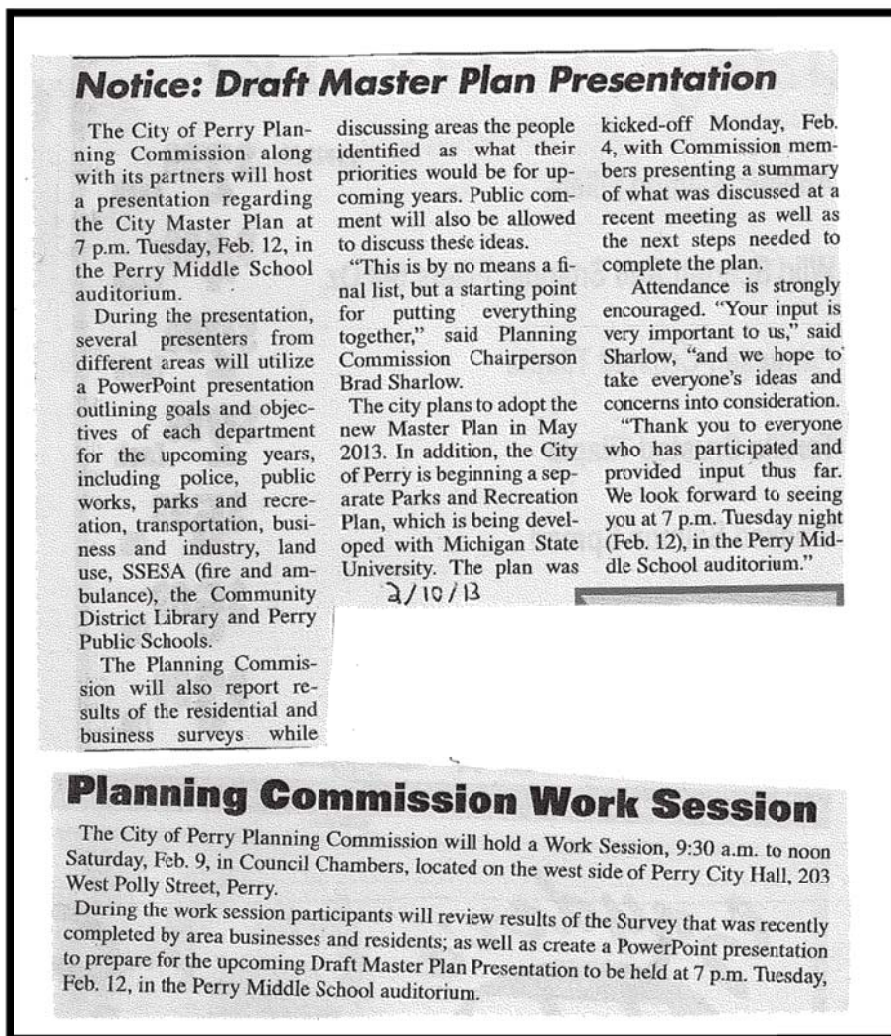 Notice: Draft Master Plan Presentation
The City of Perry Plan-
ning Commission along
with its partners will host
a presentation regarding
the City Master Plan at
7 p.m. Tuesday, Feb. 12, in
the Perry Middle School
auditorium.
During the presentation,
several presenters from
different areas will utilize
a PowerPoint presentation
outlining goals and objec-
tives of each department
for the upcoming years,
including police, public
works, parks and recre-
ation, transportation, busi-
ness and industry, land
use, SSESA (fire and am-
bulance), the Community
District Library and Perry
Public Schools.
The Planning Commis-
sion will also report re-
sults of the residential and
business surveys while
discussing areas the people
identified as what their
priorities would be for up-
coming years. Public com-
ment will also be allowed
to discuss these ideas.
“This is by no means a fi-
nal list, but a starting point
for putting everything
together,” said Planning
Commission Chairperson
Brad Sharlow.
The city plans to adopt the
new Master Plan in May
2013. In addition, the City
of Perry is beginning a sep-
arate Parks and Recreation
Plan, which is being devel-
oped with Michigan State
University. The plan was
kicked-off Monday, Feb.
4, with Commission mem-
bers presenting a summary
of what was discussed at a
recent meeting as well as
the next steps needed to
complete the plan.
Attendance is strongly
encouraged. “Your input is
very important to us,” said
Sharlow, “and we hope to
take everyone’s ideas and
concerns into consideration.
“Thank you to everyone
who has participated and
provided input thus far.
We look forward to seeing
you at 7 p.m. Tuesday night
(Feb. 12), in the Perry Mid-
dle School auditorium.”
2/10/13
Planning Commission Work Session
The City of Perry Planning Commission will hold a Work Session, 9:30 a.m. to noon
Saturday, Feb. 9, in Council Chambers, located on the west side of Perry City Hall, 203
West Polly Street, Perry.
During the work session participants will review results of the Survey that was recently
completed by area businesses and residents; as well as create a PowerPoint presentation
to prepare for the upcoming Draft Master Plan Presentation to be held at 7 p.m. Tuesday,
Feb. 12, in the Perry Middle School auditorium.